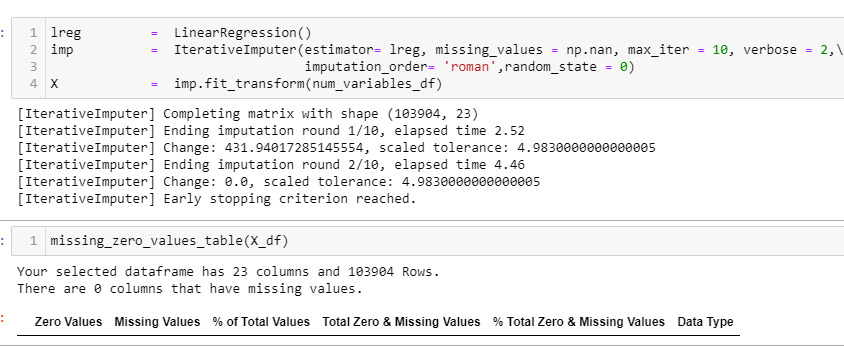 1 lreg = LinearRegression()
2 imp = IterativeImputer(estimator= lreg, missing_values = np.nan, max_iter = 10, verbose = 2,\
3 imputation_order= 'roman',random_state = 0)
4 X = imp.fit_transform(num_variables_df)
[IterativeImputer] Completing matrix with shape (103904, 23)
[IterativeImputer] Ending imputation round 1/10, elapsed time 2.52
[IterativeImputer] Change: 431.94017285145554, scaled tolerance: 4.9830000000000005
[IterativeImputer] Ending imputation round 2/10, elapsed time 4.46
[IterativeImputer] Change: 0.0, scaled tolerance: 4.9830000000000005
[IterativeImputer] Early stopping criterion reached.
1 missing_zero_values_table(X_df)
Your selected dataframe has 23 columns and 103904 Rows.
There are 0 columns that have missing values.
Zero Values Missing Values % of Total Values Total Zero & Missing Values % Total Zero & Missing Values Data Type